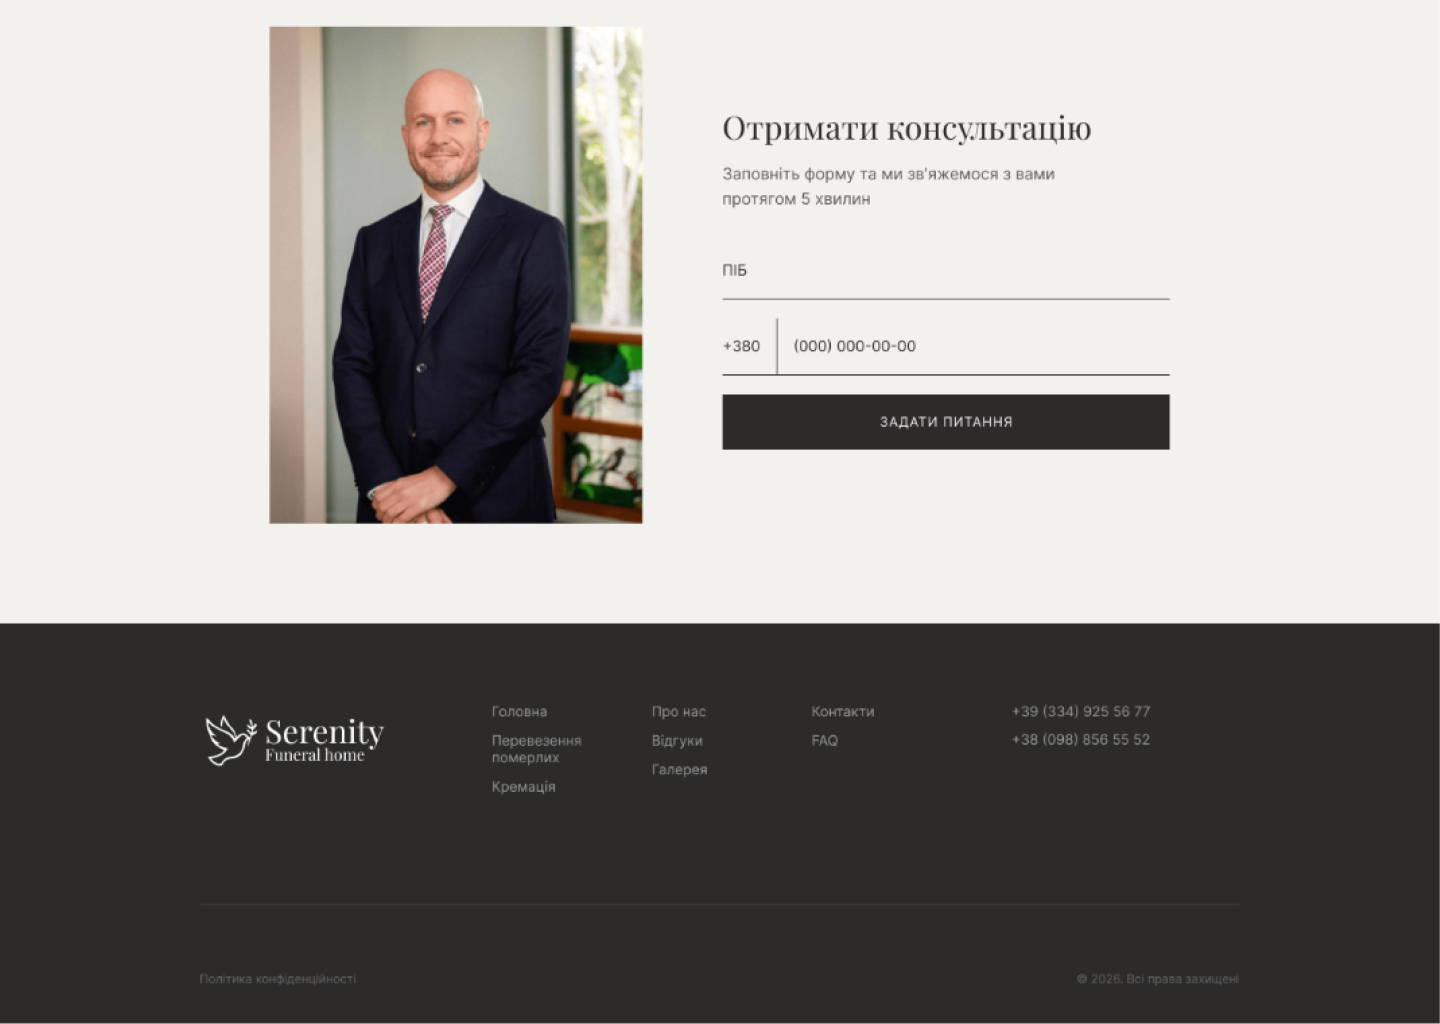 Отримати консультацію
Заповніть форму та ми зв'яжемося з вами
протягом 5 хвилин
ПІБ
+380 (000) 000-00-00
ЗАДАТИ ПИТАННЯ
Serenity
Funeral home
Головна
Перевезення
померлих
Кремація
Про нас
Відгуки
Галерея
Контакти
FAQ
+39 (334) 925 56 77
+38 (098) 856 55 52
Політика конфіденційності
© 2026. Всі права захищені